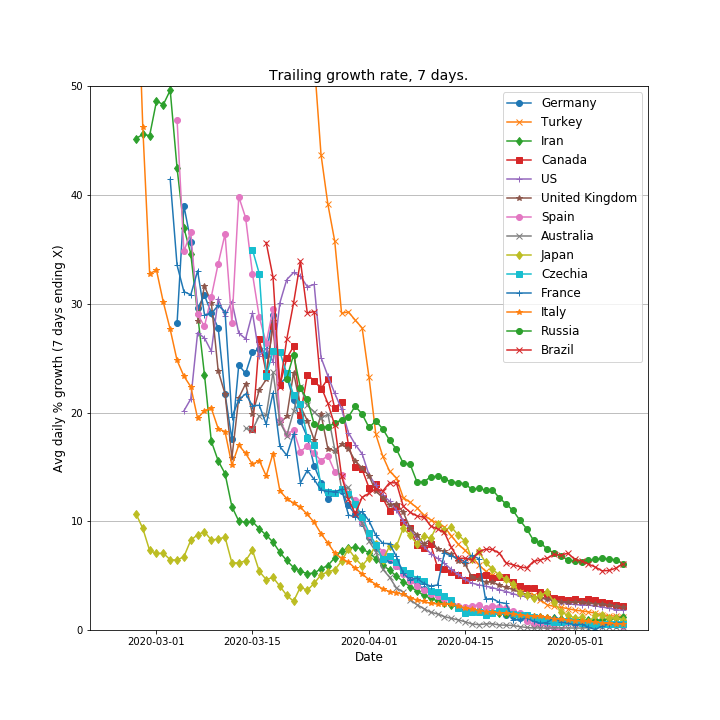 Trailing growth rate, 7 days.
Avg daily % growth (7 days ending X)
50
40
30
20
10
0
2020-03-01
2020-03-15
2020-04-01
2020-04-15
2020-05-01
Date
Germany
Turkey
Iran
Canada
US
United Kingdom
Spain
Australia
Japan
Czechia
France
Italy
Russia
Brazil